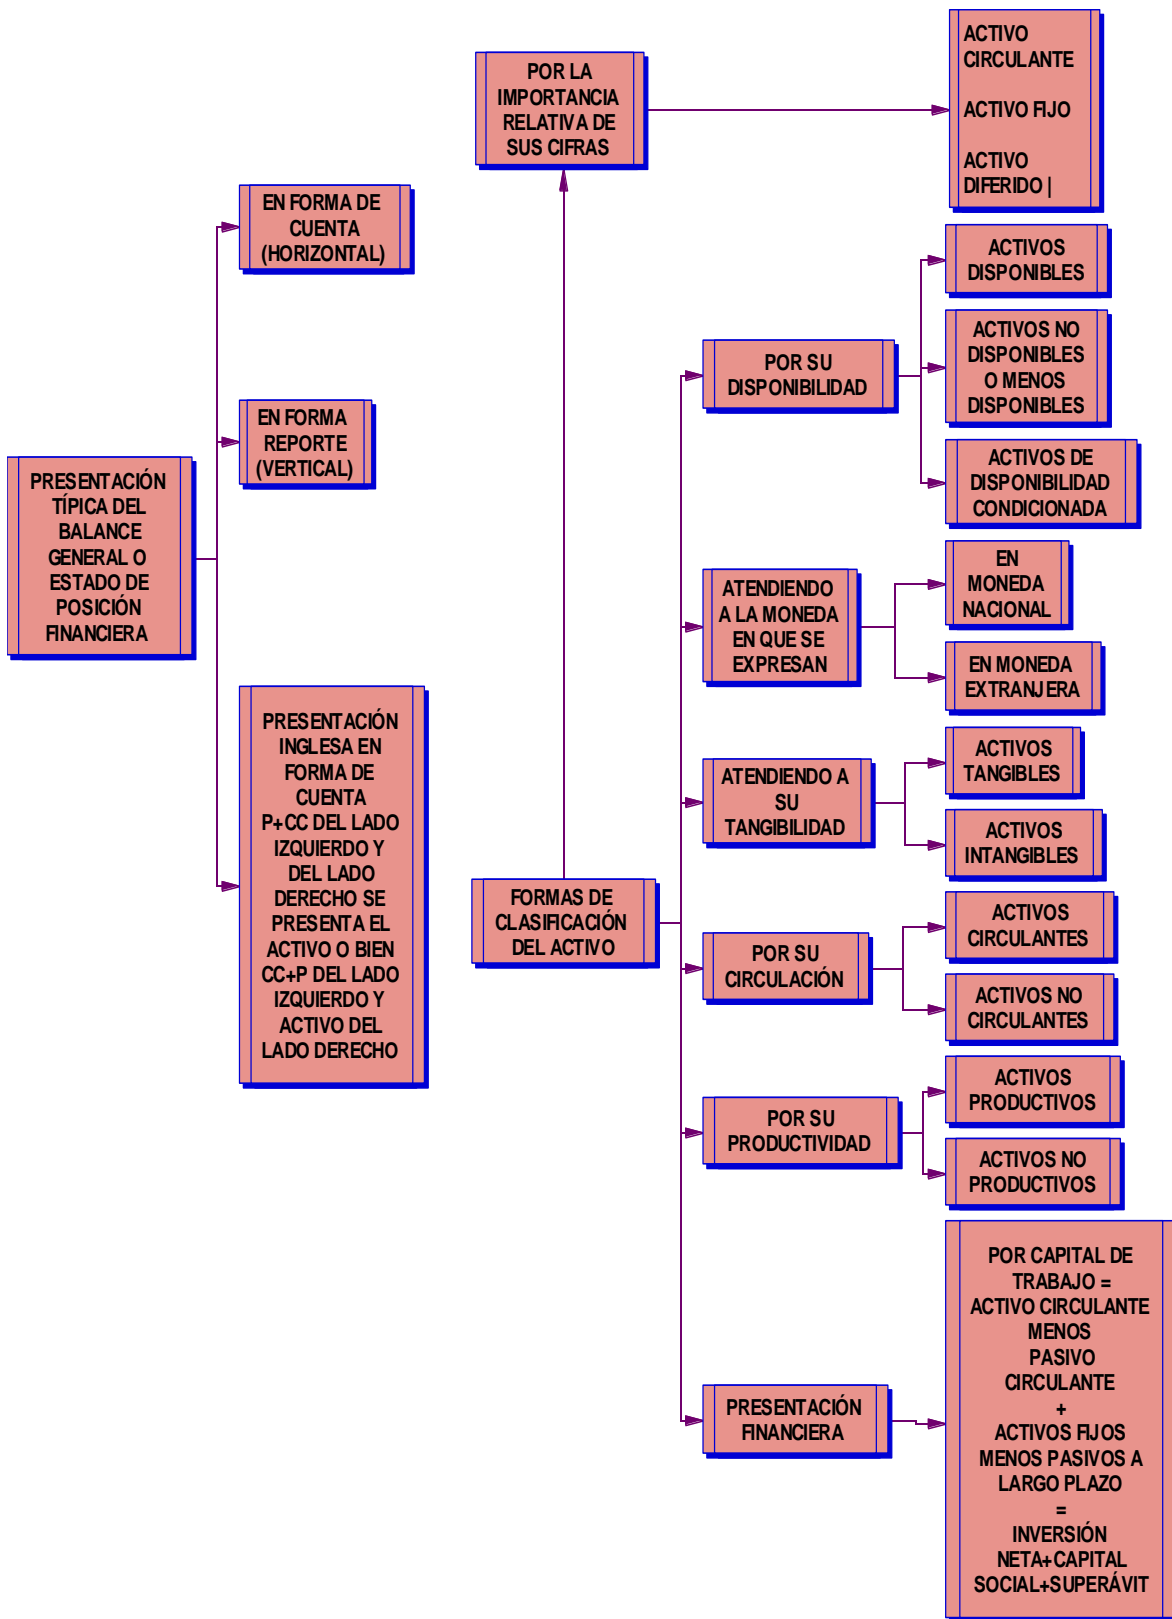 PRESENTACIÓN
TÍPICA DEL
BALANCE
GENERAL O
ESTADO DE
POSICIÓN
FINANCIERA
EN FORMA DE
CUENTA
(HORIZONTAL)
EN FORMA
REPORTE
(VERTICAL)
PRESENTACIÓN
INGLESA EN
FORMA DE
CUENTA
P+CC DEL LADO
IZQUIERDO Y
DEL LADO
DERECHO SE
PRESENTA EL
ACTIVO O BIEN
CC+P DEL LADO
IZQUIERDO Y
ACTIVO DEL
LADO DERECHO
FORMAS DE
CLASIFICACIÓN
DEL ACTIVO
POR LA
IMPORTANCIA
RELATIVA DE
SUS CIFRAS
ACTIVO
CIRCULANTE
ACTIVO FIJO
ACTIVO
DIFERIDO |
POR SU
DISPONIBILIDAD
ACTIVOS
DISPONIBLES
ACTIVOS NO
DISPONIBLES
O MENOS
DISPONIBLES
ACTIVOS DE
DISPONIBILIDAD
CONDICIONADA
ATENDIENDO
A LA MONEDA
EN QUE SE
EXPRESAN
EN
MONEDA
NACIONAL
EN MONEDA
EXTRANJERA
ATENDIENDO A
SU
TANGIBILIDAD
ACTIVOS
TANGIBLES
ACTIVOS
INTANGIBLES
POR SU
CIRCULACIÓN
ACTIVOS
CIRCULANTES
ACTIVOS NO
CIRCULANTES
POR SU
PRODUCTIVIDAD
ACTIVOS
PRODUCTIVOS
ACTIVOS NO
PRODUCTIVOS
PRESENTACIÓN
FINANCIERA
POR CAPITAL DE
TRABAJO =
ACTIVO CIRCULANTE
MENOS
PASIVO
CIRCULANTE
+
ACTIVOS FIJOS
MENOS PASIVOS A
LARGO PLAZO
=
INVERSIÓN
NETA+CAPITAL
SOCIAL+SUPERÁVIT